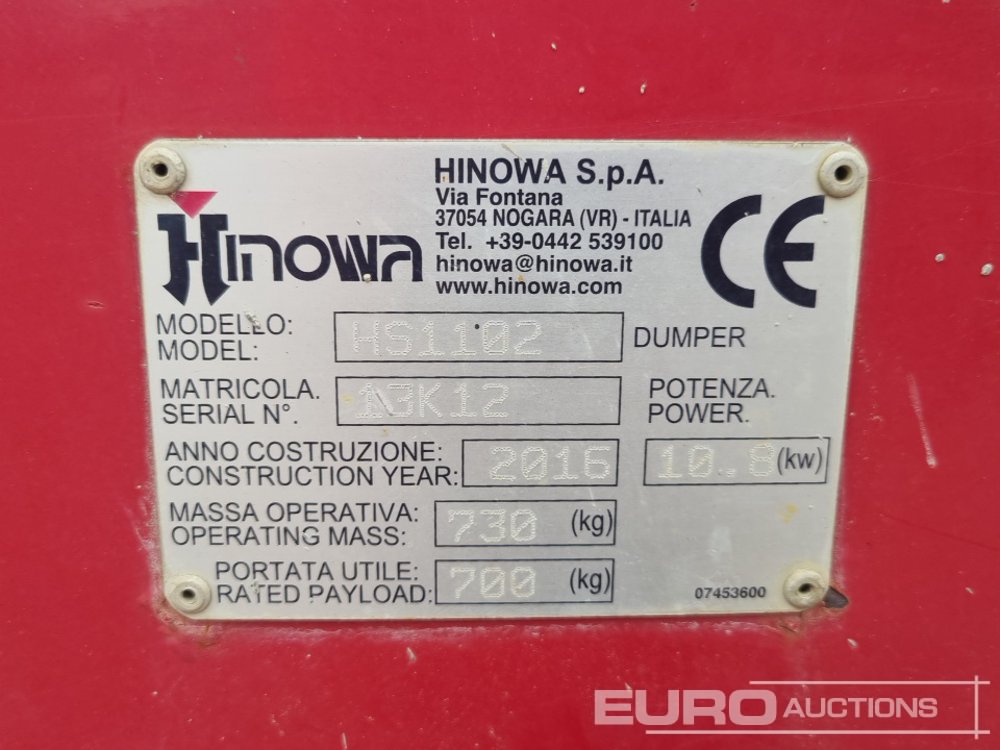 HINOWA
HINOWA S.p.A.
Via Fontana
37054 NOGARA (VR) - ITALIA
Tel. +39-0442 539100
hinowa@hinowa.it
www.hinowa.com
CE
MODELLO:
MODEL:
HS1102
DUMPER
MATRICOLA.
SERIAL N°.
13K12
POTENZA.
POWER.
ANNO COSTRUZIONE:
CONSTRUCTION YEAR:
2016
10.8 (kw)
MASSA OPERATIVA:
OPERATING MASS:
730 (kg)
PORTATA UTILE:
RATED PAYLOAD:
700 (kg)
07453600
EURO AUCTIONS